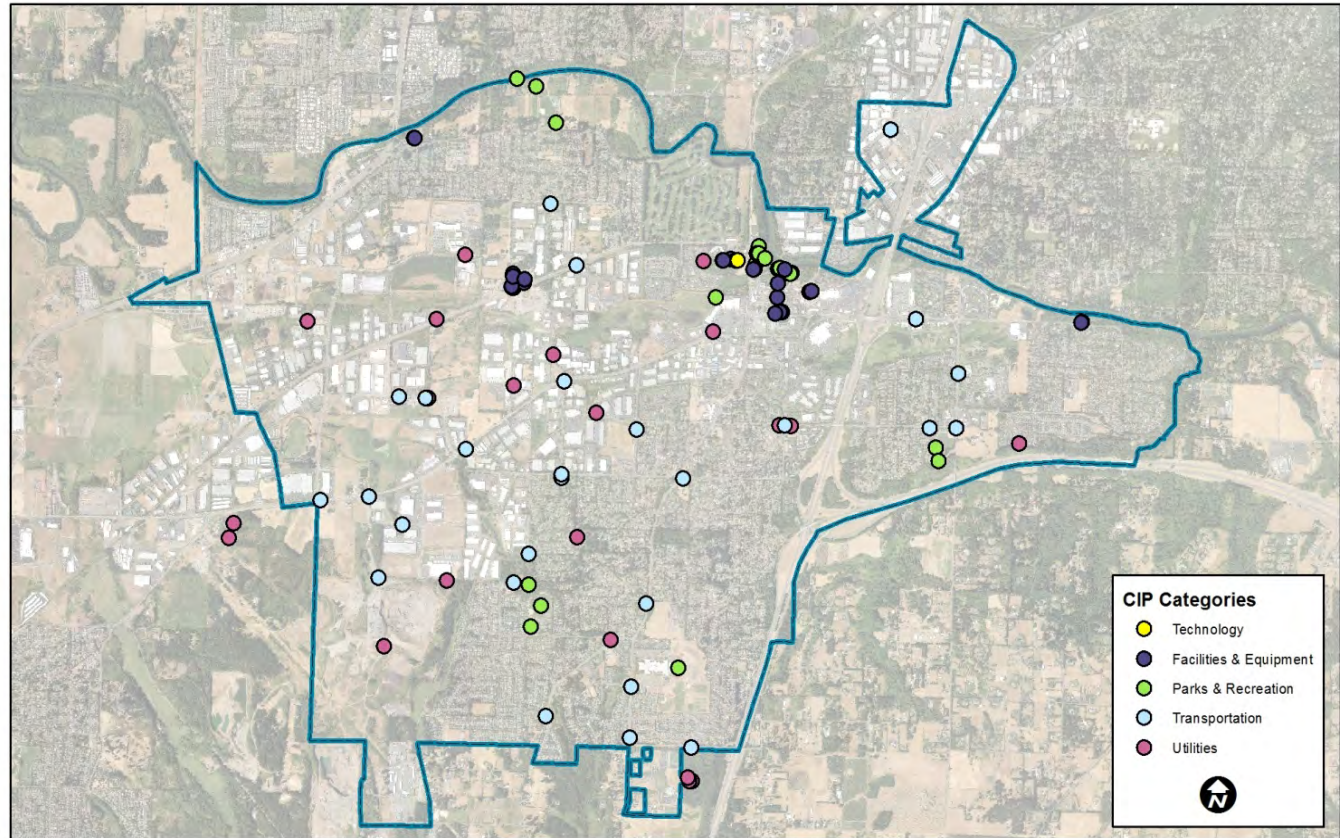 CIP Categories
Technology
Facilities & Equipment
Parks & Recreation
Transportation
Utilities
N